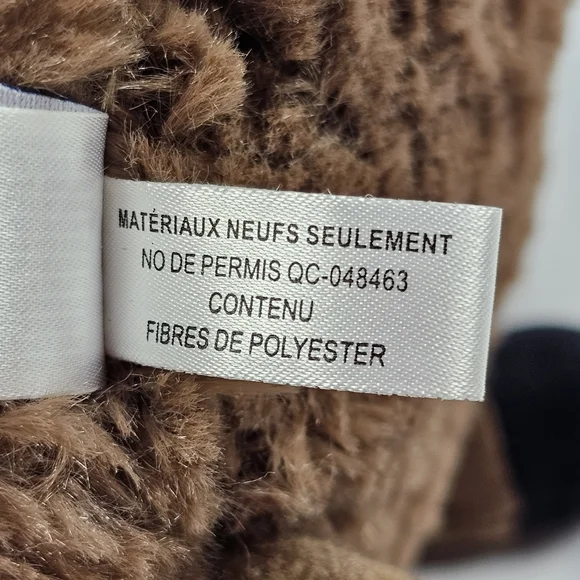 MATÉRIAUX NEUFS SEULEMENT
NO DE PERMIS QC-048463
CONTENU
FIBRES DE POLYESTER